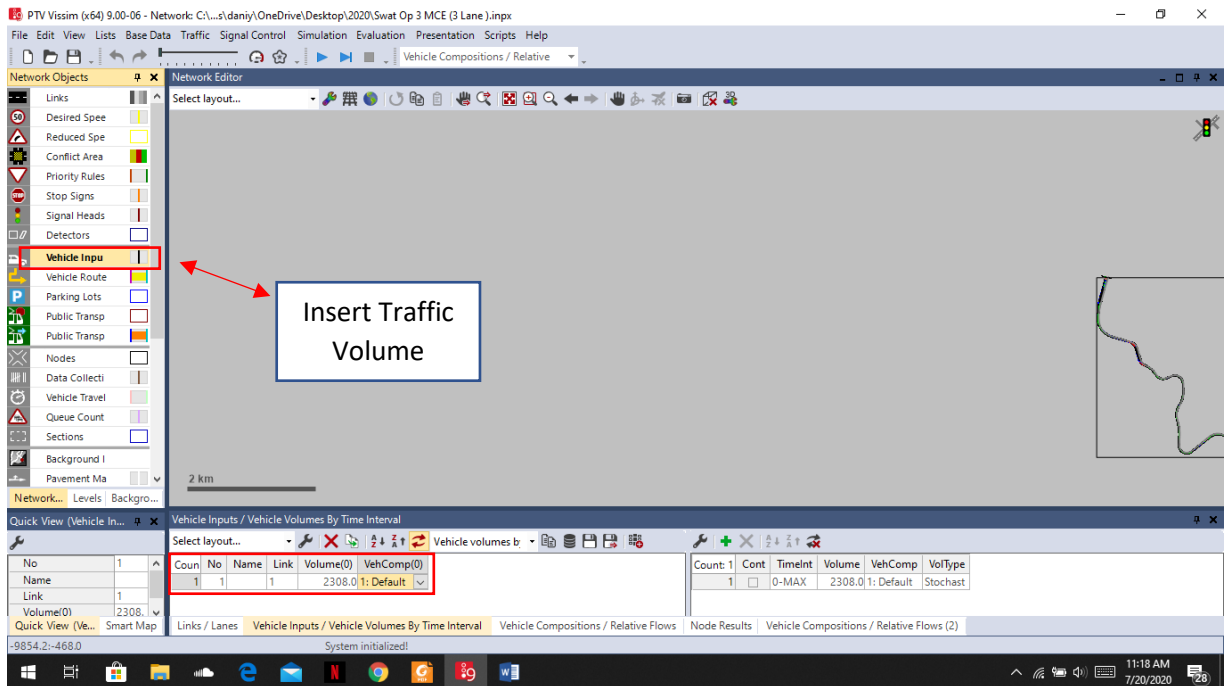 PTV Vissim (x64) 9.00-06 - Network: C:\...s\daniy\OneDrive\Desktop\2020\Swat Op 3 MCE (3 Lane ).inpx
File Edit View Lists Base Data Traffic Signal Control Simulation Evaluation Presentation Scripts Help
Vehicle Compositions / Relative
Network Objects
Network Editor
Links
Select layout...
50 Desired Spee
Reduced Spe
Conflict Area
Priority Rules
STOP Stop Signs
Signal Heads
Detectors
Vehicle Inpu
Vehicle Route
P Parking Lots
Public Transp
Public Transp
Nodes
Data Collecti
Vehicle Travel
Queue Count
Sections
Background I
Pavement Ma
Insert Traffic
Volume
2 km
Network... Levels Backgro...
Quick View (Vehicle In...
Vehicle Inputs / Vehicle Volumes By Time Interval
Select layout... Vehicle volumes b
No 1
Name
Link 1
Volume(0) 2308.
Coun No Name Link Volume(0) VehComp(0)
1 1 1 2308.0 1: Default
Count: 1 Cont TimeInt Volume VehComp VolType
1 0-MAX 2308.0 1: Default Stochast
Quick View (Ve... Smart Map
Links / Lanes Vehicle Inputs / Vehicle Volumes By Time Interval Vehicle Compositions / Relative Flows Node Results Vehicle Compositions / Relative Flows (2)
-9854.2:-468.0 System initialized!
11:18 AM
7/20/2020
28